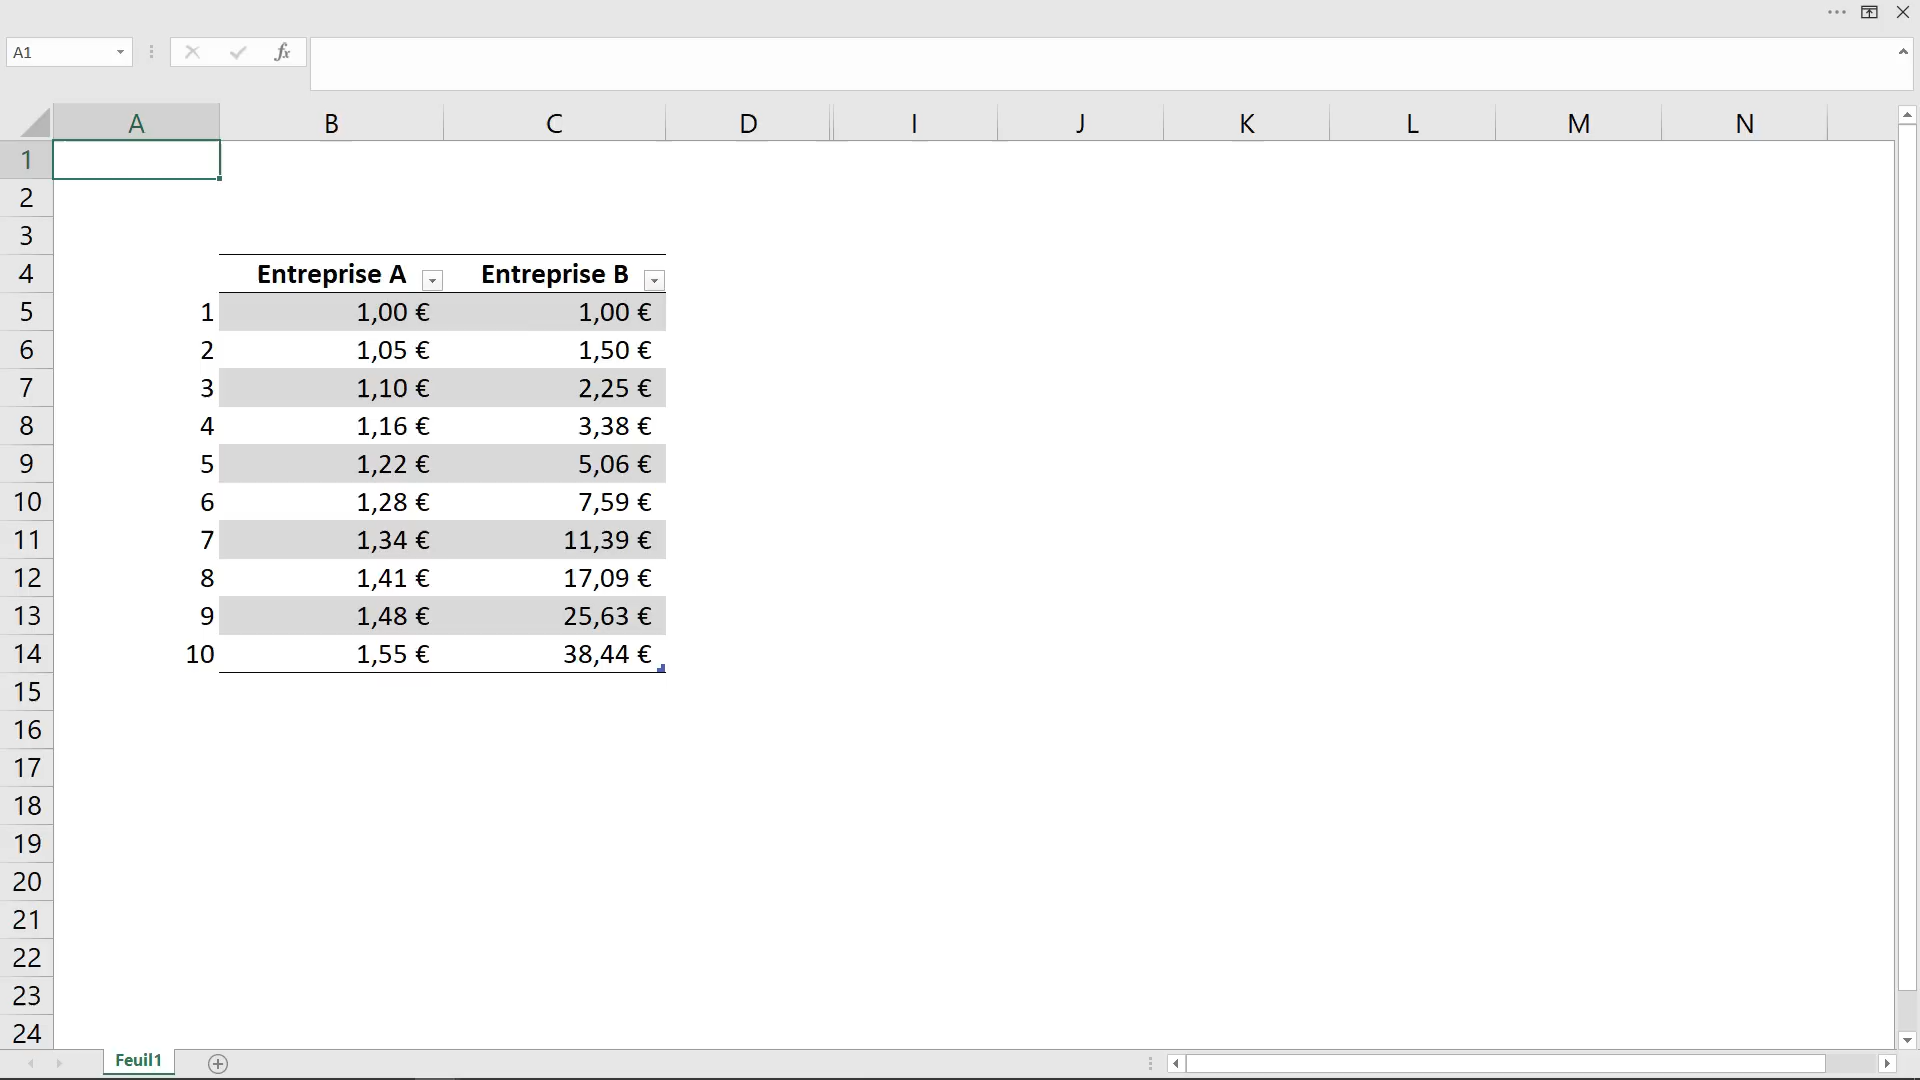 A1
fx
A B C D I J K L M N
1
2
3
4 Entreprise A Entreprise B
5 1 1,00 € 1,00 €
6 2 1,05 € 1,50 €
7 3 1,10 € 2,25 €
8 4 1,16 € 3,38 €
9 5 1,22 € 5,06 €
10 6 1,28 € 7,59 €
11 7 1,34 € 11,39 €
12 8 1,41 € 17,09 €
13 9 1,48 € 25,63 €
14 10 1,55 € 38,44 €
15
16
17
18
19
20
21
22
23
24
Feuil1